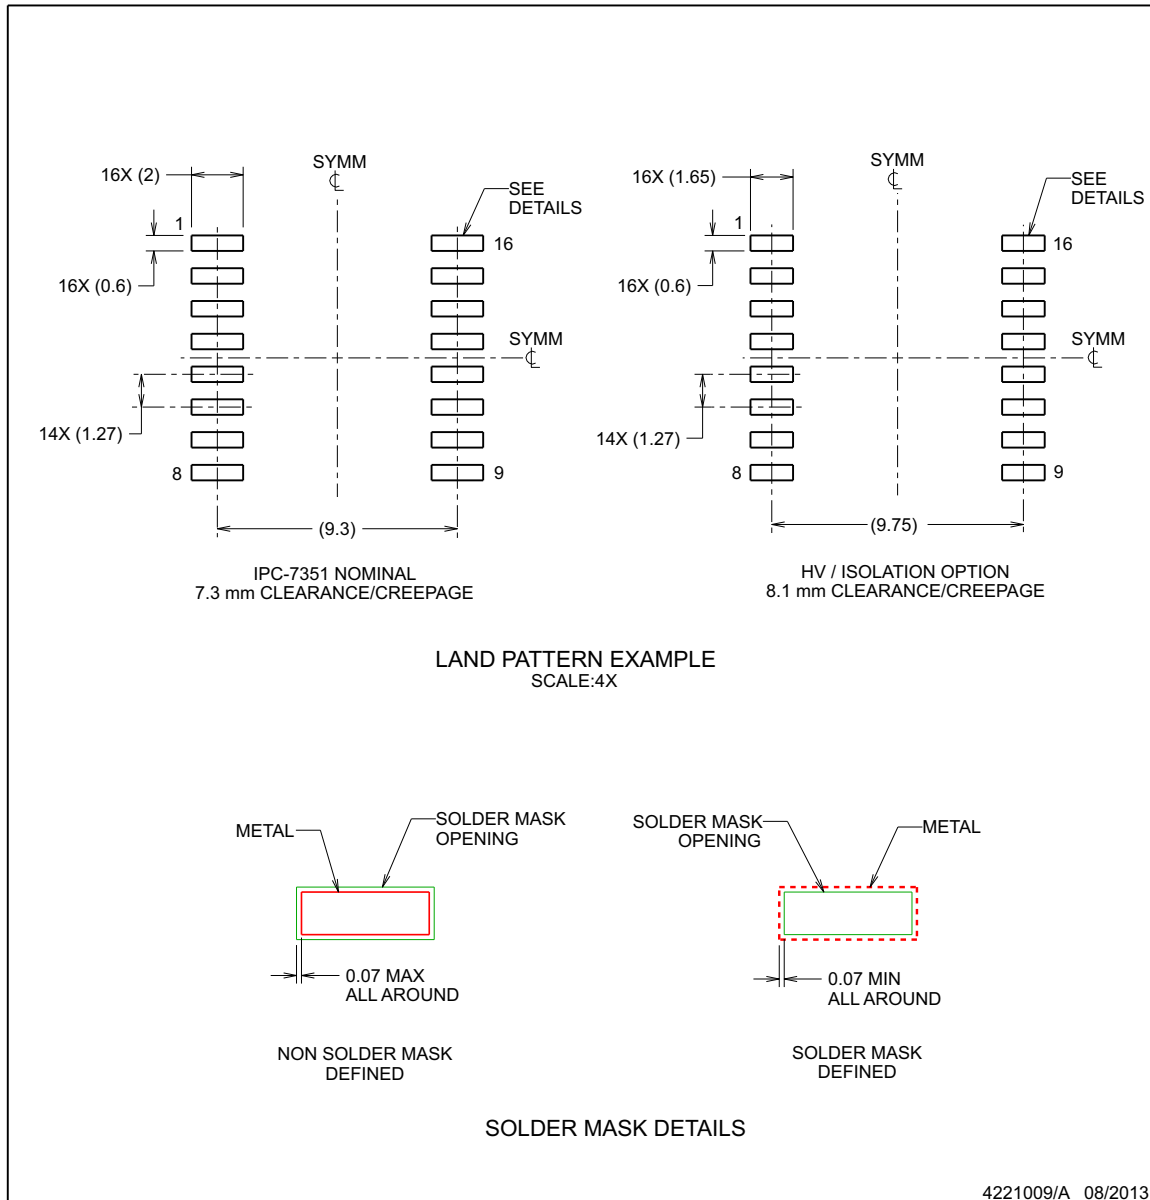 16X (2)
SYMM
℄
SEE
DETAILS
1
16
16X (0.6)
SYMM
℄
14X (1.27)
8
9
(9.3)
IPC-7351 NOMINAL
7.3 mm CLEARANCE/CREEPAGE
16X (1.65)
SYMM
℄
SEE
DETAILS
1
16
16X (0.6)
SYMM
℄
14X (1.27)
8
9
(9.75)
HV / ISOLATION OPTION
8.1 mm CLEARANCE/CREEPAGE
LAND PATTERN EXAMPLE
SCALE:4X
METAL
SOLDER MASK
OPENING
0.07 MAX
ALL AROUND
NON SOLDER MASK
DEFINED
SOLDER MASK
OPENING
METAL
0.07 MIN
ALL AROUND
SOLDER MASK
DEFINED
SOLDER MASK DETAILS
4221009/A 08/2013